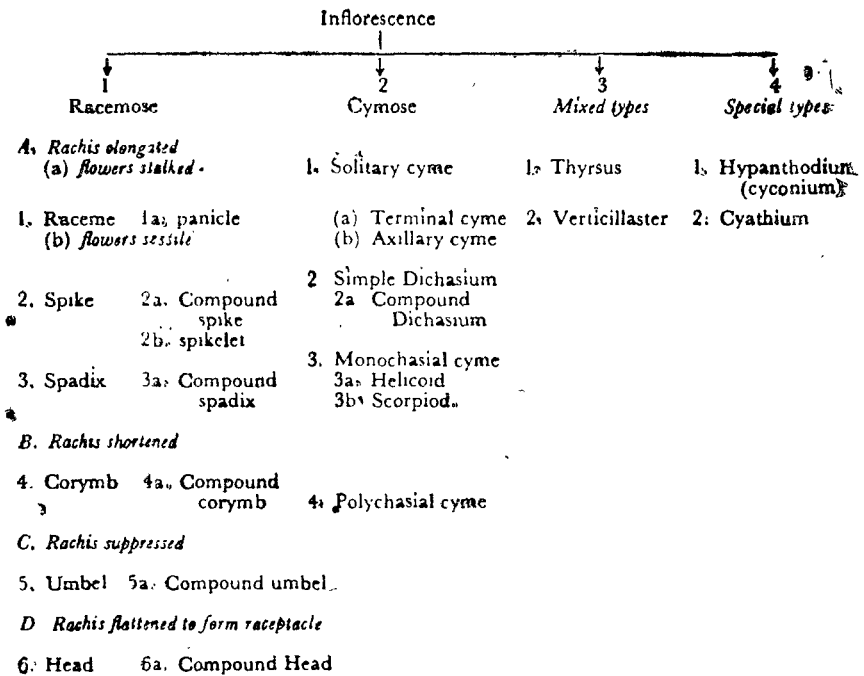 Inflorescence
1 2 3 4
Racemose Cymose Mixed types Special types
A. Rachis elongated
(a) flowers stalked. 1. Solitary cyme 1. Thyrsus 1. Hypanthodium
(cyconium)
1. Raceme 1a. panicle (a) Terminal cyme 2. Verticillaster 2. Cyathium
(b) flowers sessile (b) Axillary cyme
2 Simple Dichasium
2. Spike 2a. Compound 2a Compound
spike Dichasium
2b. spikelet
3. Monochasial cyme
3. Spadix 3a. Compound 3a. Helicoid
spadix 3b. Scorpiod.
B. Rachis shortened
4. Corymb 4a. Compound
corymb 4. Polychasial cyme
C. Rachis suppressed
5. Umbel 5a. Compound umbel
D Rachis flattened to form raceptacle
6. Head 6a. Compound Head